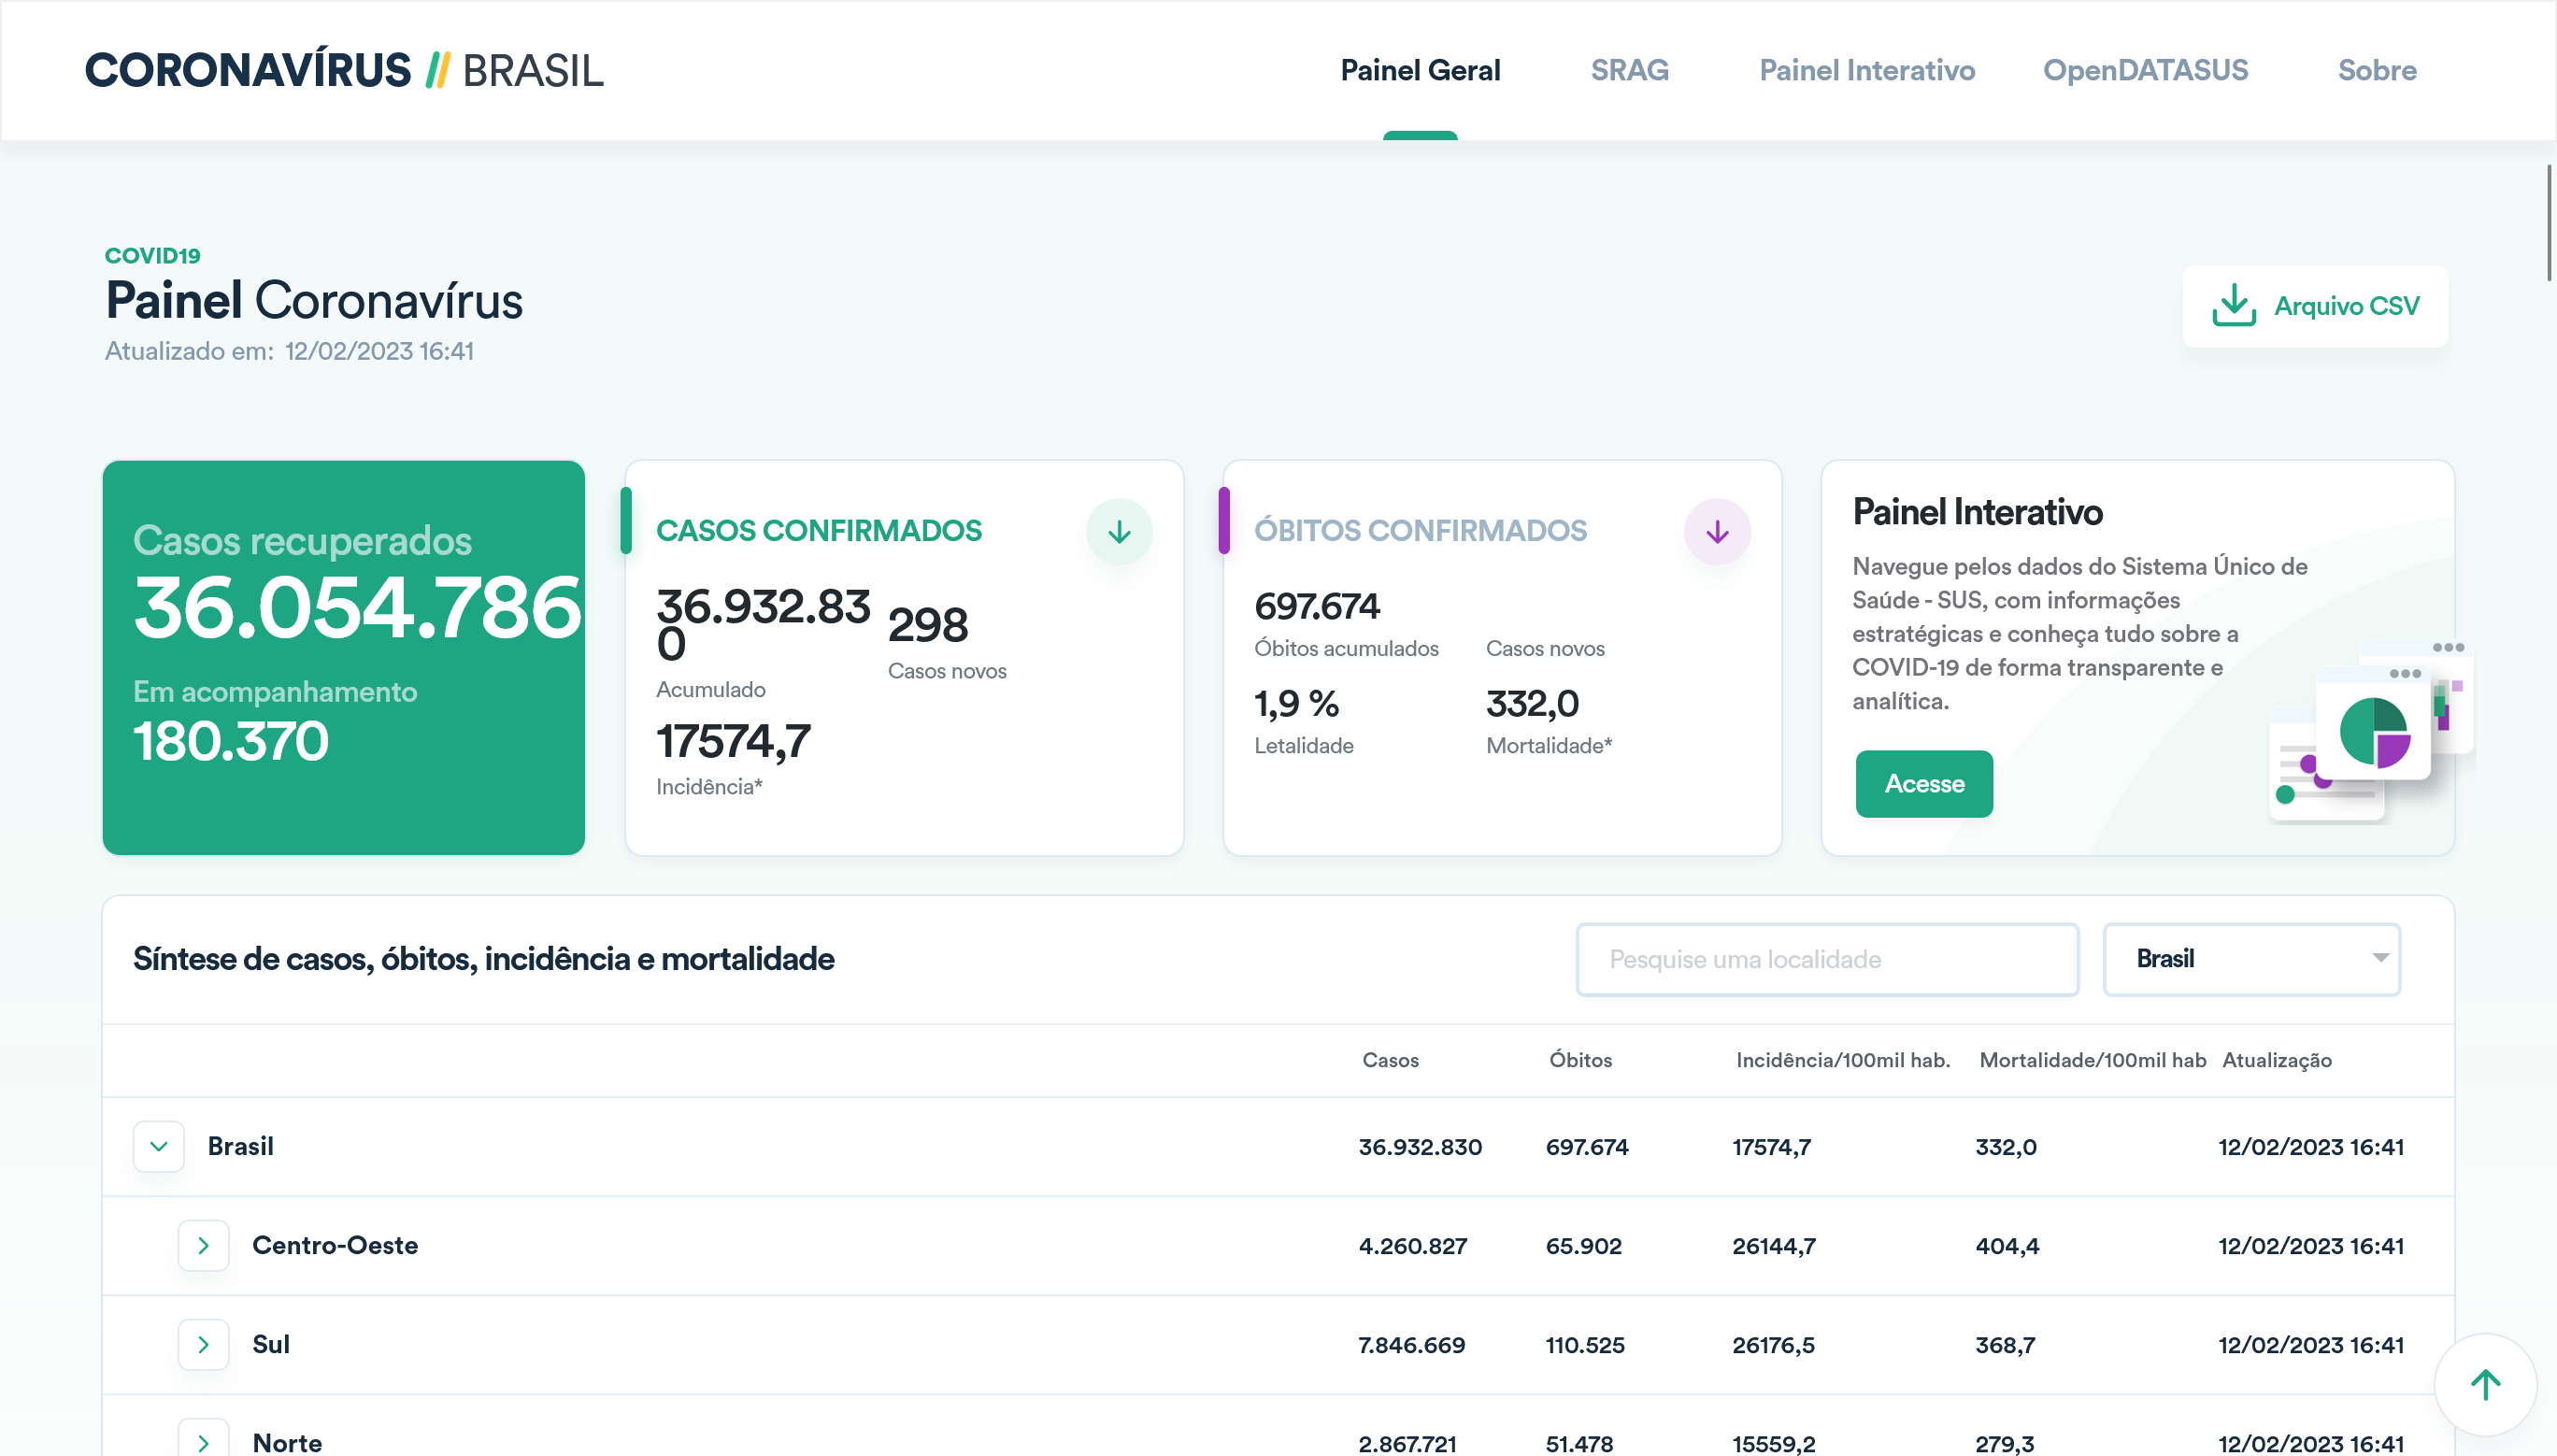 CORONAVÍRUS // BRASIL
Painel Geral SRAG Painel Interativo OpenDATASUS Sobre
COVID19
Painel Coronavírus
Atualizado em: 12/02/2023 16:41
Arquivo CSV
Casos recuperados
36.054.786
Em acompanhamento
180.370
CASOS CONFIRMADOS
36.932.83
0
Acumulado
298
Casos novos
17574,7
Incidência*
ÓBITOS CONFIRMADOS
697.674
Óbitos acumulados
Casos novos
1,9 %
Letalidade
332,0
Mortalidade*
Painel Interativo
Navegue pelos dados do Sistema Único de
Saúde - SUS, com informações
estratégicas e conheça tudo sobre a
COVID-19 de forma transparente e
analítica.
Acesse
Síntese de casos, óbitos, incidência e mortalidade
Pesquise uma localidade
Brasil
Casos Óbitos Incidência/100mil hab. Mortalidade/100mil hab Atualização
Brasil 36.932.830 697.674 17574,7 332,0 12/02/2023 16:41
Centro-Oeste 4.260.827 65.902 26144,7 404,4 12/02/2023 16:41
Sul 7.846.669 110.525 26176,5 368,7 12/02/2023 16:41
Norte 2.867.721 51.478 15559,2 279,3 12/02/2023 16:41